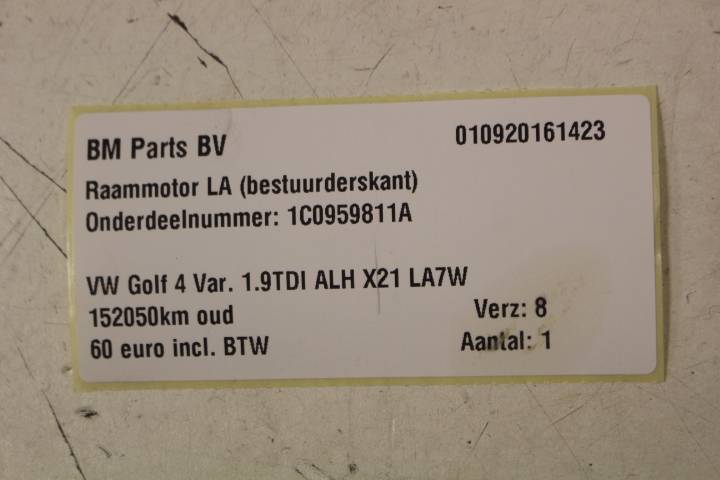 BM Parts BV 010920161423
Raammotor LA (bestuurderskant)
Onderdeelnummer: 1C0959811A
VW Golf 4 Var. 1.9TDI ALH X21 LA7W
152050km oud Verz: 8
60 euro incl. BTW Aantal: 1